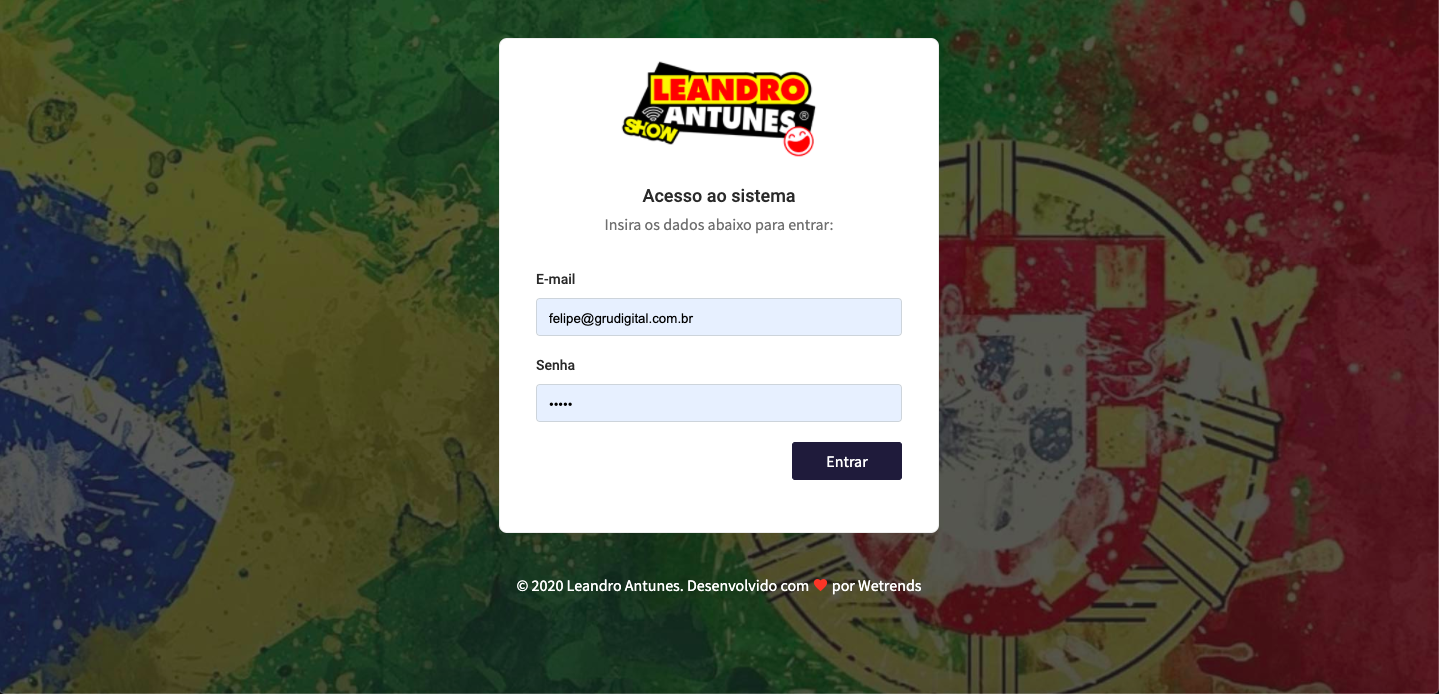 LEANDRO
ANTUNES®
SHOW
Acesso ao sistema
Insira os dados abaixo para entrar:
E-mail
felipe@grudigital.com.br
Senha
•••••
Entrar
© 2020 Leandro Antunes. Desenvolvido com ❤ por Wetrends